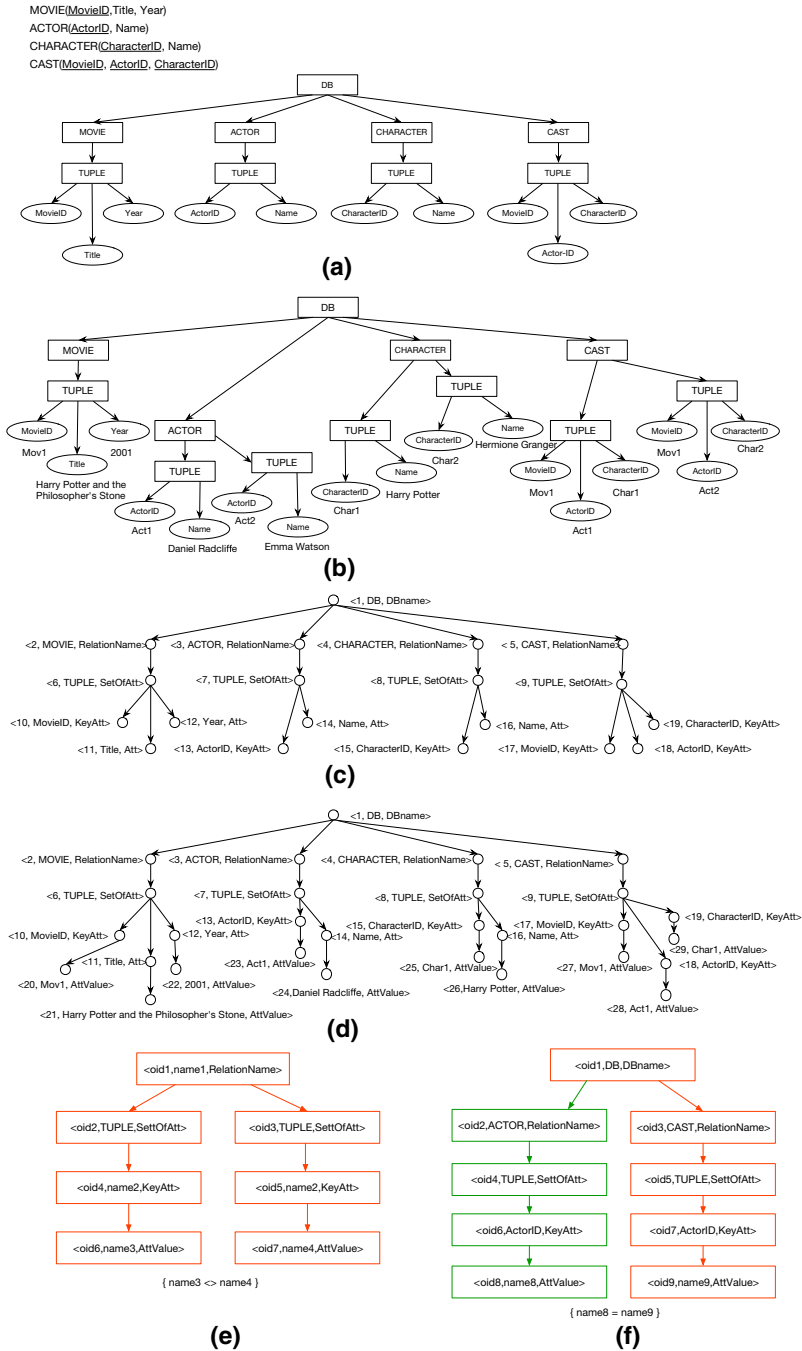 MOVIE(MovieID,Title, Year)
ACTOR(ActorID, Name)
CHARACTER(CharacterID, Name)
CAST(MovieID, ActorID, CharacterID)
DB
MOVIE ACTOR CHARACTER CAST
TUPLE TUPLE TUPLE TUPLE
MovieID Year ActorID Name CharacterID Name MovieID CharacterID
Title Actor-ID
(a)
DB
MOVIE CHARACTER CAST
TUPLE TUPLE TUPLE
MovieID Year ACTOR CharacterID Name TUPLE MovieID CharacterID
Mov1 2001 TUPLE Hermione Granger Mov1 Char2
Title TUPLE TUPLE Char2 MovieID CharacterID ActorID
Harry Potter and the Philosopher's Stone Name Harry Potter Mov1 Char1 Act2
ActorID ActorID CharacterID ActorID
Act1 Act2 Char1 Act1
Name Name
Daniel Radcliffe Emma Watson
(b)
<1, DB, DBname>
<2, MOVIE, RelationName> <3, ACTOR, RelationName> <4, CHARACTER, RelationName> < 5, CAST, RelationName>
<6, TUPLE, SetOfAtt> <7, TUPLE, SetOfAtt> <8, TUPLE, SetOfAtt> <9, TUPLE, SetOfAtt>
<10, MovieID, KeyAtt> <12, Year, Att> <14, Name, Att> <16, Name, Att> <19, CharacterID, KeyAtt>
<11, Title, Att> <13, ActorID, KeyAtt> <15, CharacterID, KeyAtt> <17, MovieID, KeyAtt> <18, ActorID, KeyAtt>
(c)
<1, DB, DBname>
<2, MOVIE, RelationName> <3, ACTOR, RelationName> <4, CHARACTER, RelationName> < 5, CAST, RelationName>
<6, TUPLE, SetOfAtt> <7, TUPLE, SetOfAtt> <8, TUPLE, SetOfAtt> <9, TUPLE, SetOfAtt>
<13, ActorID, KeyAtt> <15, CharacterID, KeyAtt> <17, MovieID, KeyAtt> <19, CharacterID, KeyAtt>
<10, MovieID, KeyAtt> <12, Year, Att> <14, Name, Att> <16, Name, Att>
<29, Char1, AttValue>
<11, Title, Att> <23, Act1, AttValue> <25, Char1, AttValue> <27, Mov1, AttValue> <18, ActorID, KeyAtt>
<20, Mov1, AttValue> <22, 2001, AttValue> <24,Daniel Radcliffe, AttValue> <26,Harry Potter, AttValue>
<21, Harry Potter and the Philosopher's Stone, AttValue> <28, Act1, AttValue>
(d)
<oid1,name1,RelationName>
<oid2,TUPLE,SettOfAtt> <oid3,TUPLE,SettOfAtt>
<oid4,name2,KeyAtt> <oid5,name2,KeyAtt>
<oid6,name3,AttValue> <oid7,name4,AttValue>
{ name3 <> name4 }
(e)
<oid1,DB,DBname>
<oid2,ACTOR,RelationName> <oid3,CAST,RelationName>
<oid4,TUPLE,SettOfAtt> <oid5,TUPLE,SettOfAtt>
<oid6,ActorID,KeyAtt> <oid7,ActorID,KeyAtt>
<oid8,name8,AttValue> <oid9,name9,AttValue>
{ name8 = name9 }
(f)